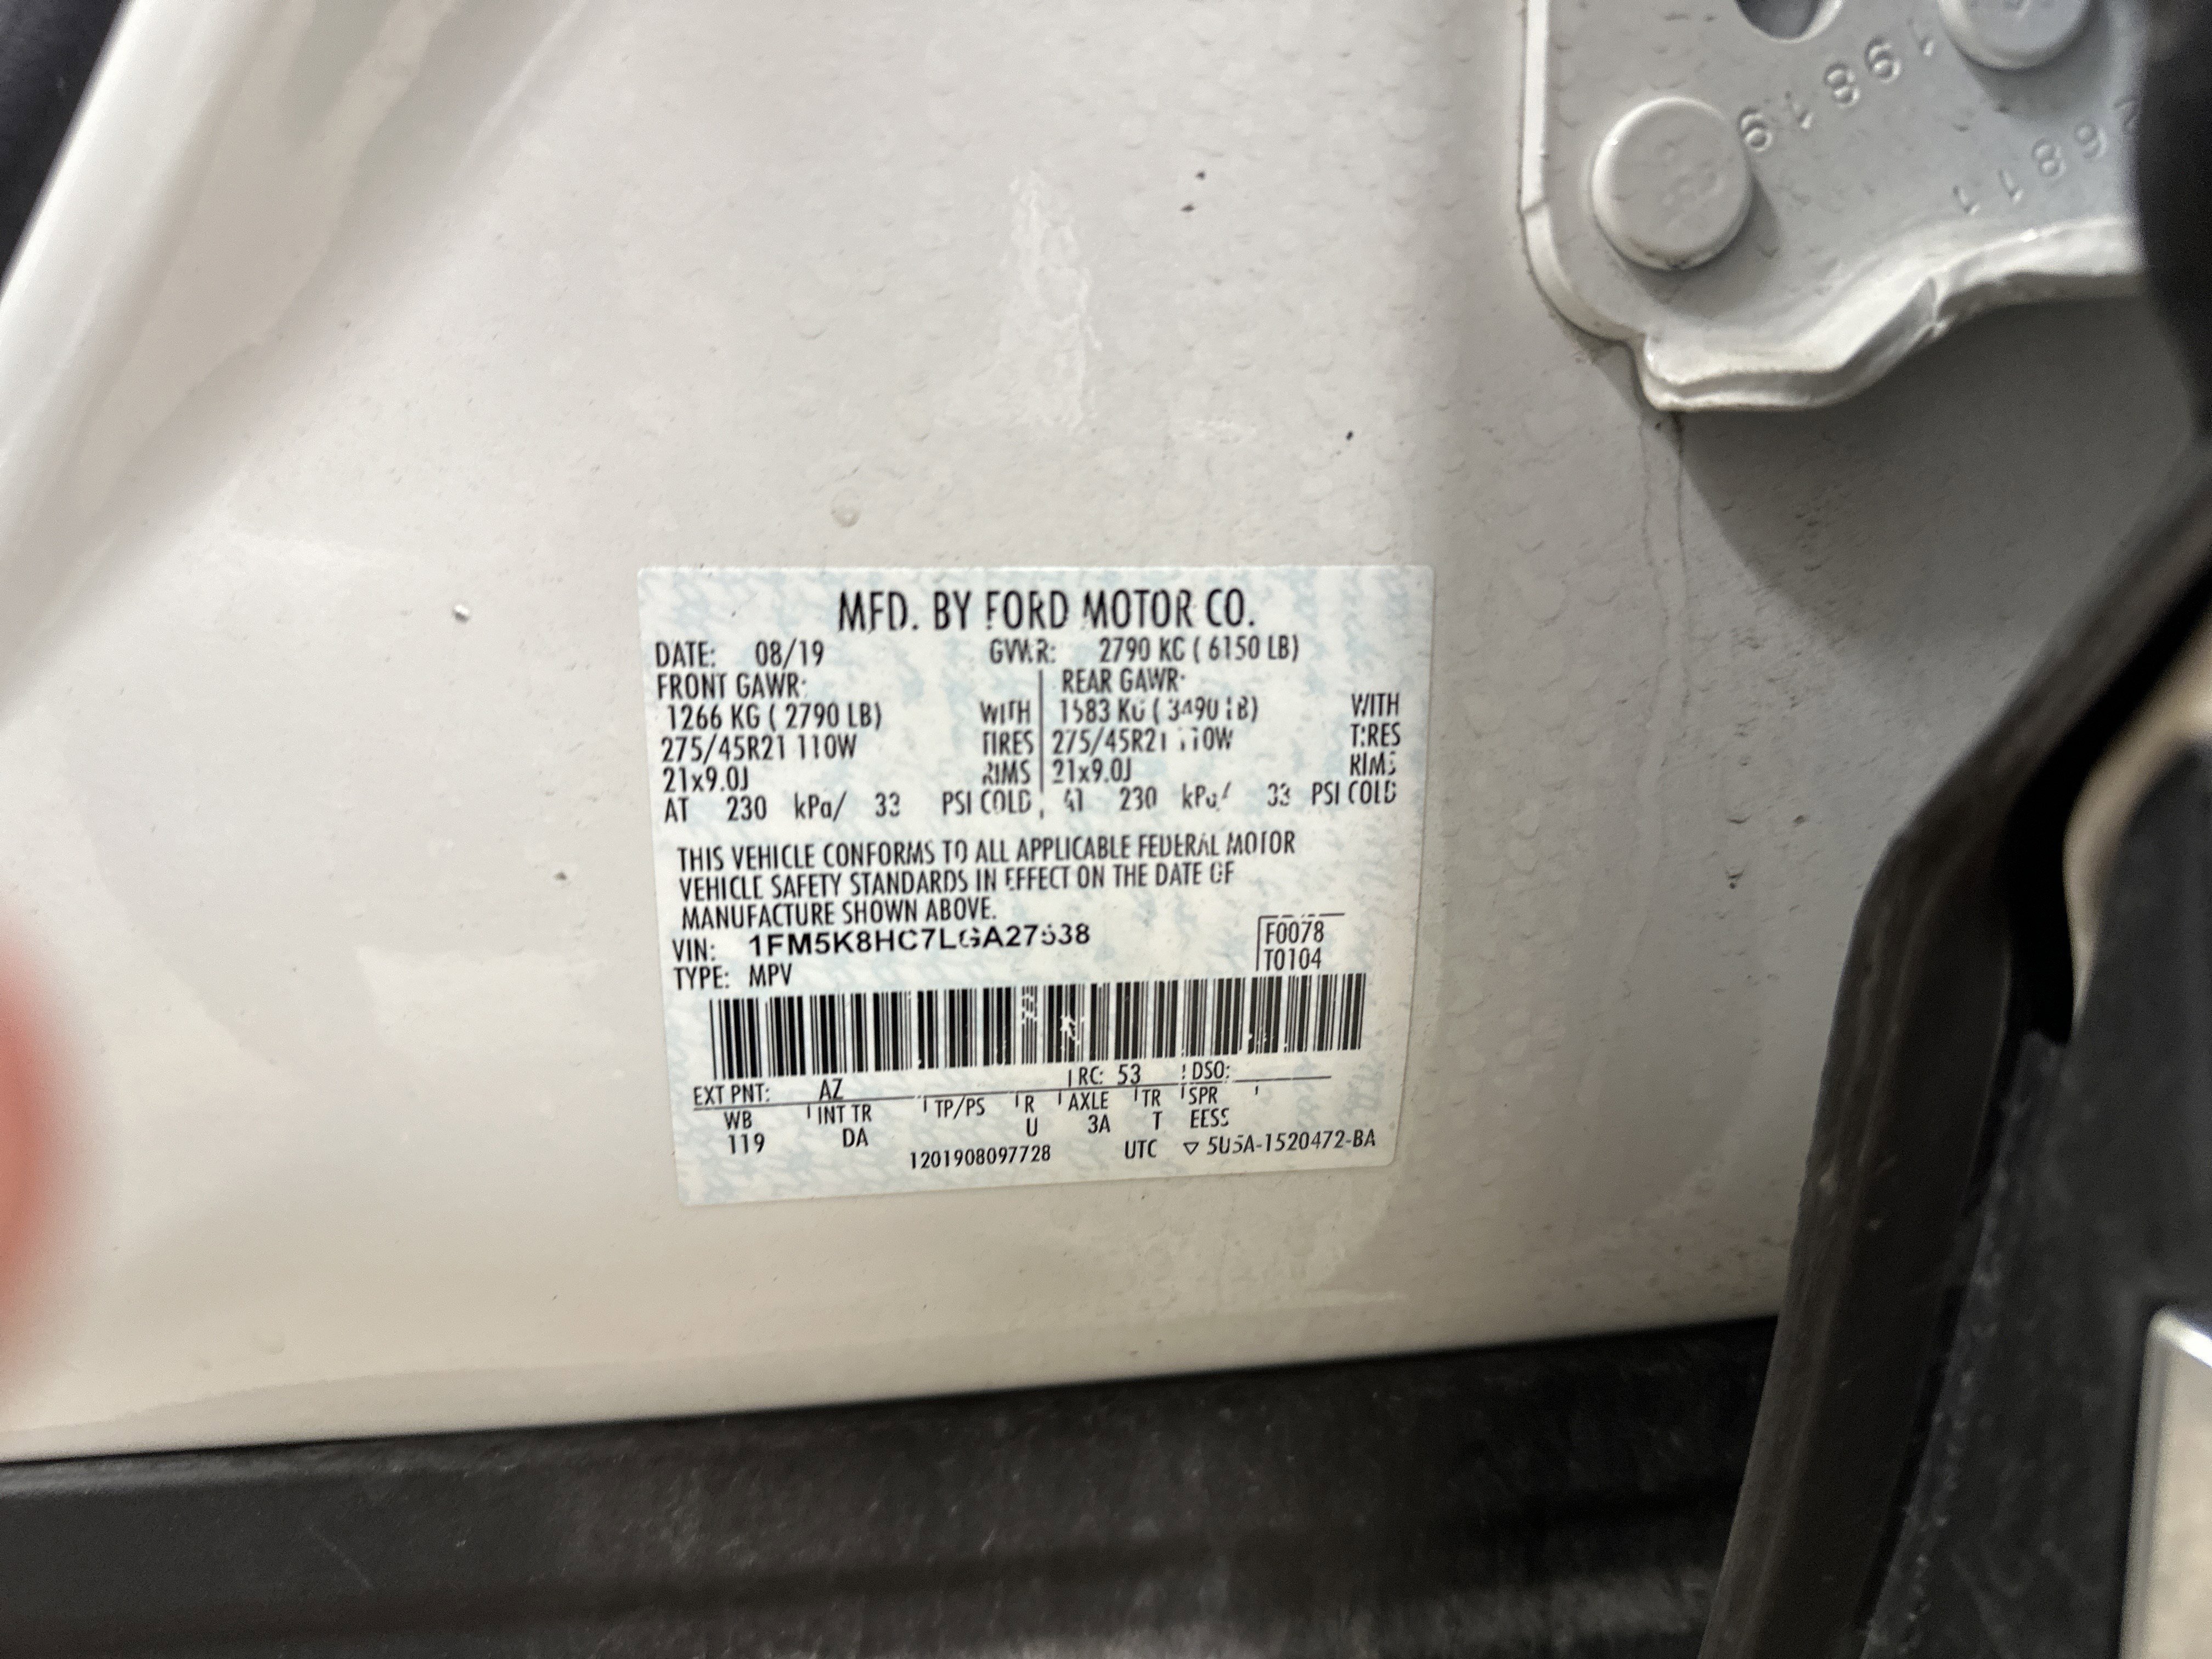 MFD. BY FORD MOTOR CO.
DATE: 08/19 GVWR: 2790 KG ( 6150 LB)
FRONT GAWR: REAR GAWR:
1266 KG ( 2790 LB) WITH 1583 KG ( 3490 LB) WITH
275/45R21 110W TIRES 275/45R21 110W TIRES
21x9.0J RIMS 21x9.0J RIMS
AT 230 kPa/ 33 PSI COLD AT 230 kPa/ 33 PSI COLD
THIS VEHICLE CONFORMS TO ALL APPLICABLE FEDERAL MOTOR
VEHICLE SAFETY STANDARDS IN EFFECT ON THE DATE OF
MANUFACTURE SHOWN ABOVE.
VIN: 1FM5K8HC7LGA27538 F0078
TYPE: MPV T0104
EXT PNT: AZ RC: 53 DSO:
WB INT TR TP/PS R AXLE TR SPR
119 DA U 3A T EESS
1201908097728 UTC ▽ 5U5A-1520472-BA